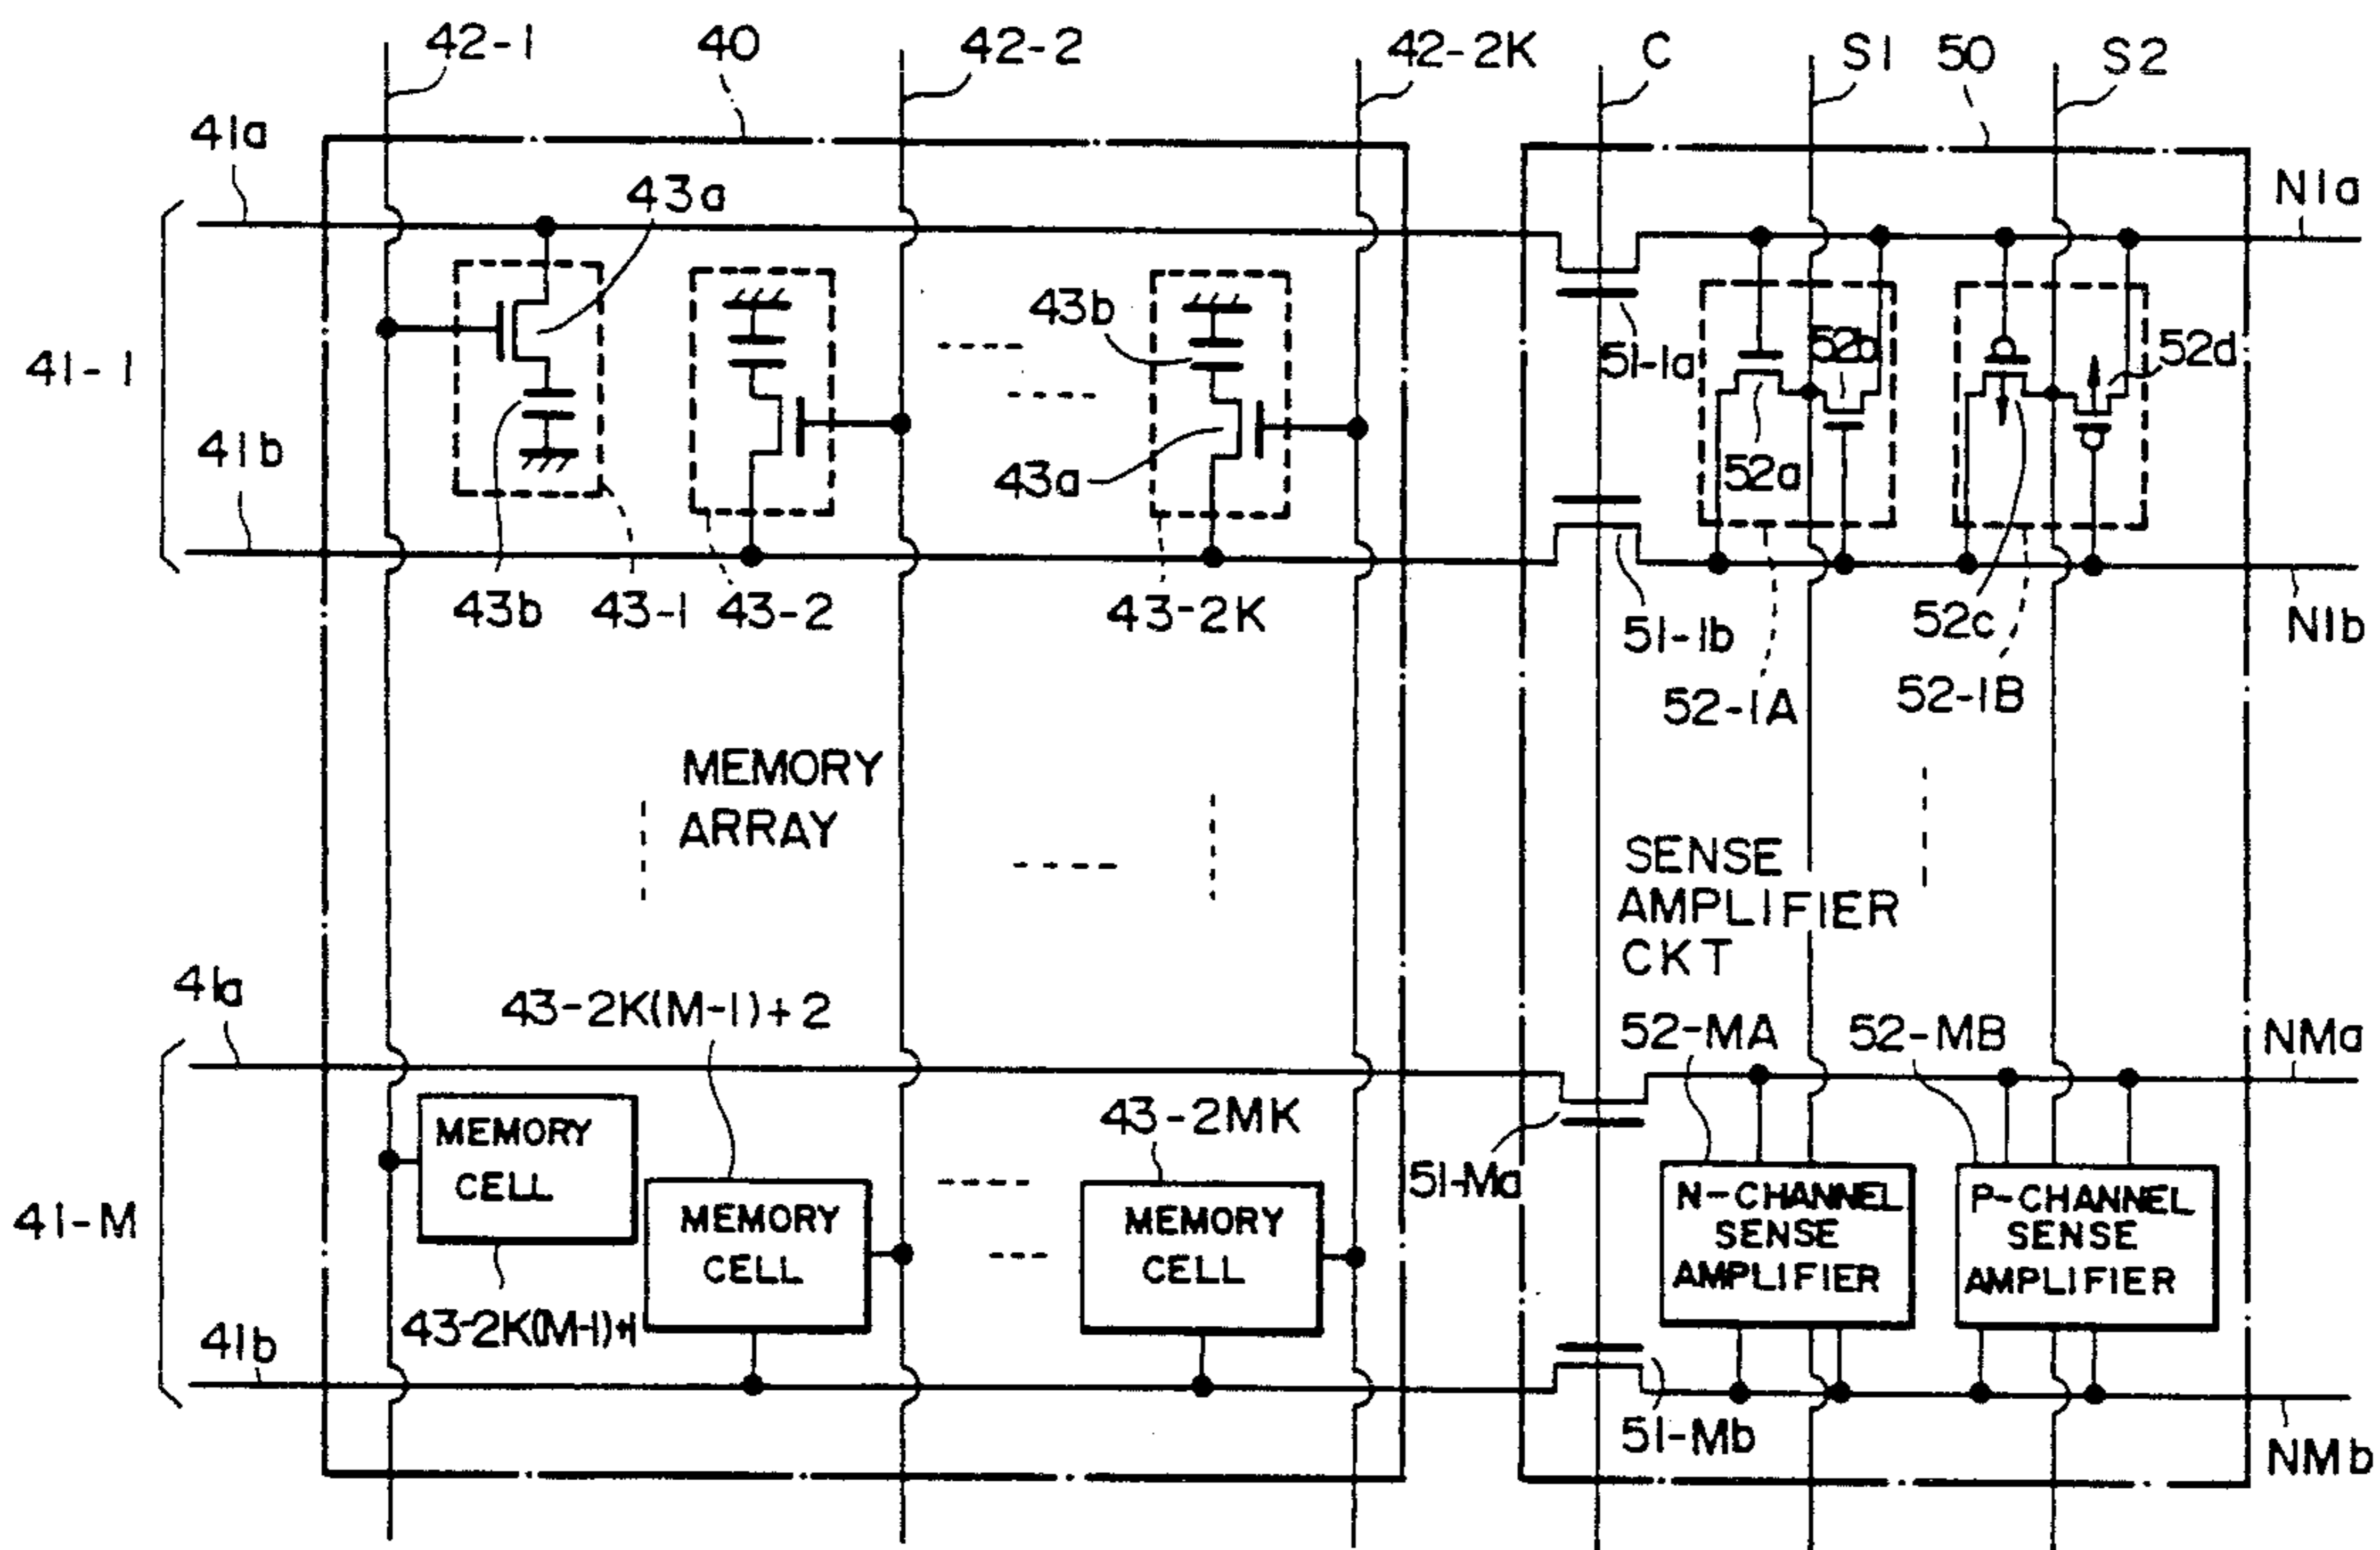 42-1
40
42-2
42-2K
C
S1
50
S2
41a
43a
N1a
41-1
43b
51-1a
52b
52d
41b
43a
52a
43b
43-1
43-2
43-2K
51-1b
52c
N1b
52-1A
52-1B
MEMORY
ARRAY
SENSE
AMPLIFIER
CKT
41a
43-2K(M-1)+2
52-MA
52-MB
NMa
MEMORY
CELL
43-2MK
51-Ma
41-M
MEMORY
CELL
MEMORY
CELL
N-CHANNEL
SENSE
AMPLIFIER
P-CHANNEL
SENSE
AMPLIFIER
43-2K(M-1)+1
41b
51-Mb
NMb